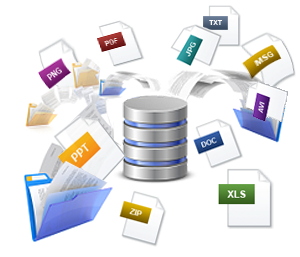 TXT
PDF
JPG
MSG
PNG
AVI
DOC
PPT
XLS
ZIP